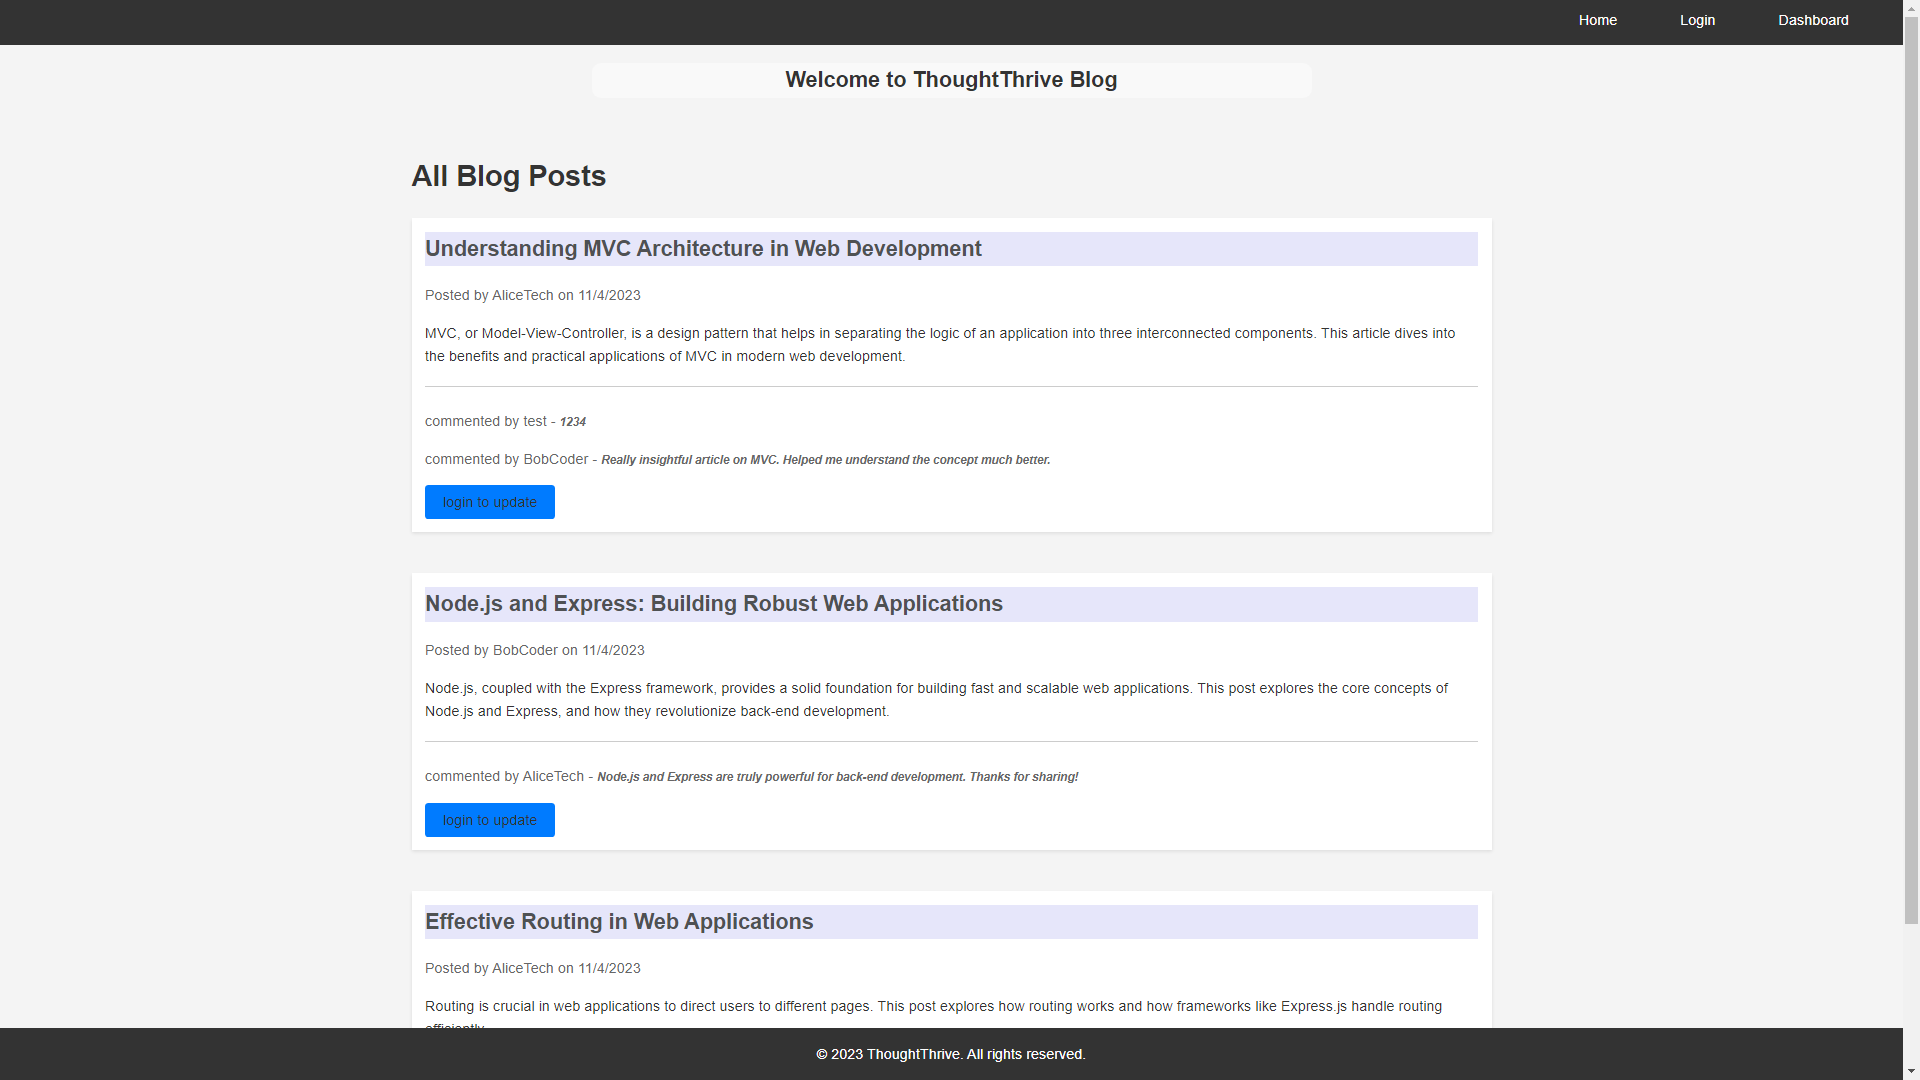 Home Login Dashboard
Welcome to ThoughtThrive Blog
All Blog Posts
Understanding MVC Architecture in Web Development
Posted by AliceTech on 11/4/2023
MVC, or Model-View-Controller, is a design pattern that helps in separating the logic of an application into three interconnected components. This article dives into
the benefits and practical applications of MVC in modern web development.
commented by test - 1234
commented by BobCoder - Really insightful article on MVC. Helped me understand the concept much better.
login to update
Node.js and Express: Building Robust Web Applications
Posted by BobCoder on 11/4/2023
Node.js, coupled with the Express framework, provides a solid foundation for building fast and scalable web applications. This post explores the core concepts of
Node.js and Express, and how they revolutionize back-end development.
commented by AliceTech - Node.js and Express are truly powerful for back-end development. Thanks for sharing!
login to update
Effective Routing in Web Applications
Posted by AliceTech on 11/4/2023
Routing is crucial in web applications to direct users to different pages. This post explores how routing works and how frameworks like Express.js handle routing
efficiently.
© 2023 ThoughtThrive. All rights reserved.